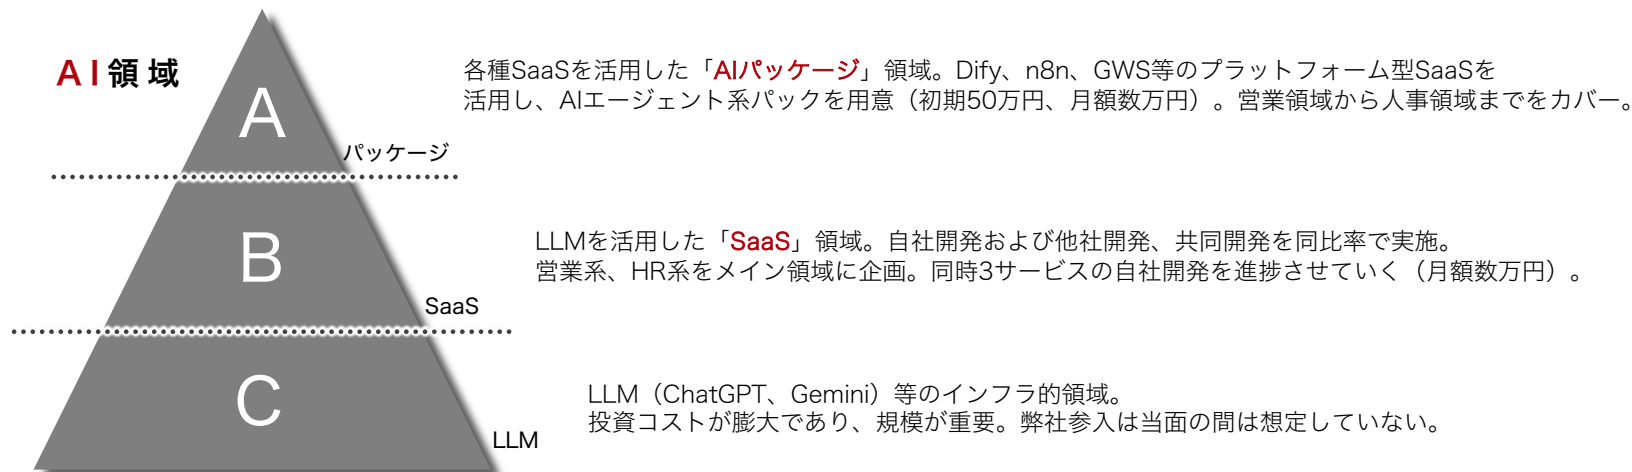 AI領域
A
各種SaaSを活用した「AIパッケージ」領域。Dify、n8n、GWS等のプラットフォーム型SaaSを
活用し、AIエージェント系パックを用意（初期50万円、月額数万円）。営業領域から人事領域までをカバー。
パッケージ
B
LLMを活用した「SaaS」領域。自社開発および他社開発、共同開発を同比率で実施。
営業系、HR系をメイン領域に企画。同時3サービスの自社開発を進捗させていく（月額数万円）。
SaaS
C
LLM（ChatGPT、Gemini）等のインフラ的領域。
投資コストが膨大であり、規模が重要。弊社参入は当面の間は想定していない。
LLM